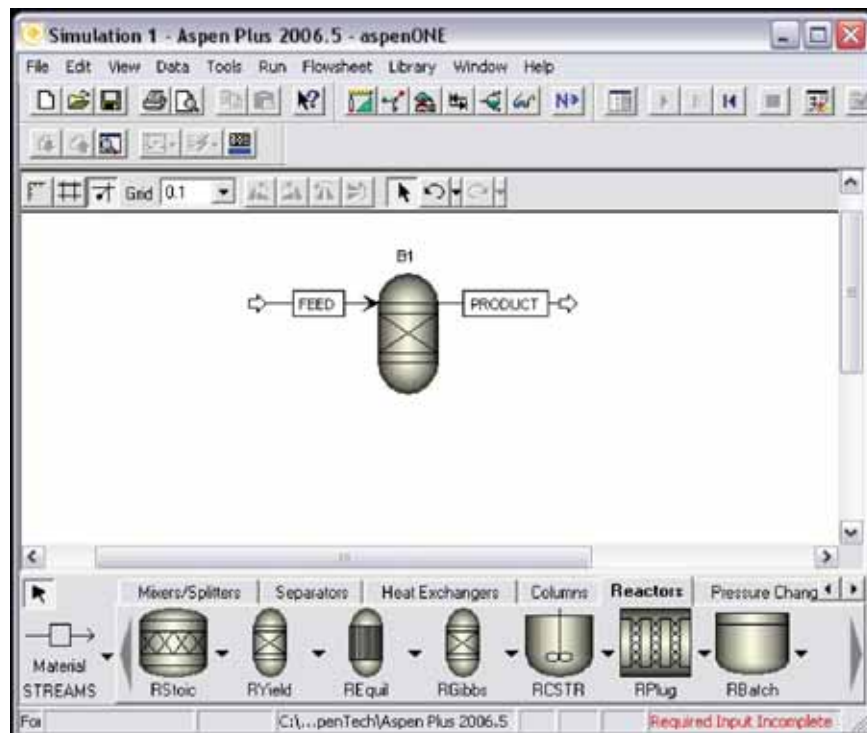 Simulation 1 - Aspen Plus 2006.5 - aspenONE
File Edit View Data Tools Run Flowsheet Library Window Help
N>
Grid 0.1
B1
FEED PRODUCT
Mixers/Splitters Separators Heat Exchangers Columns Reactors Pressure Chang
Material
STREAMS RStoic RYield REquil RGibbs RCSTR RPlug RBatch
For C:\...penTech\Aspen Plus 2006.5 Required Input Incomplete